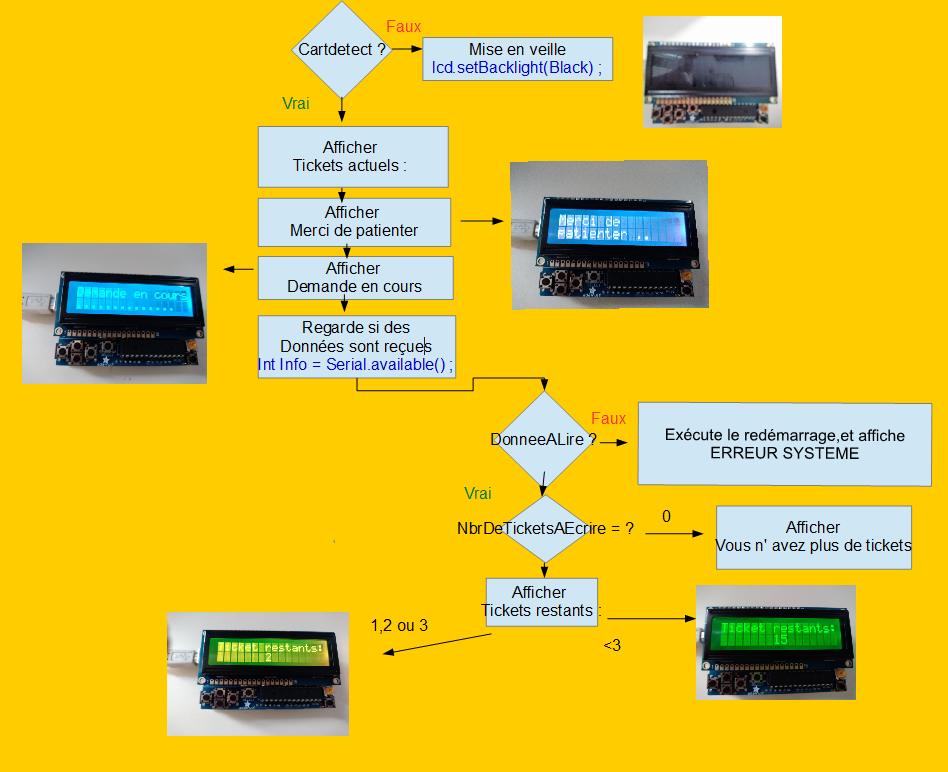 Faux
Cartdetect ?
Mise en veille
lcd.setBacklight(Black) ;
Vrai
Afficher
Tickets actuels :
Afficher
Merci de patienter
Merci de
patienter ..
Afficher
Demande en cours
Demande en cours
Regarde si des
Données sont reçues
Int Info = Serial.available() ;
Faux
DonneeALire ?
Exécute le redémarrage,et affiche
ERREUR SYSTEME
Vrai
NbrDeTicketsAEcrire = ?
0
Afficher
Vous n' avez plus de tickets
Afficher
Tickets restants :
1,2 ou 3
<3
Ticket restants:
2
Ticket restants:
15